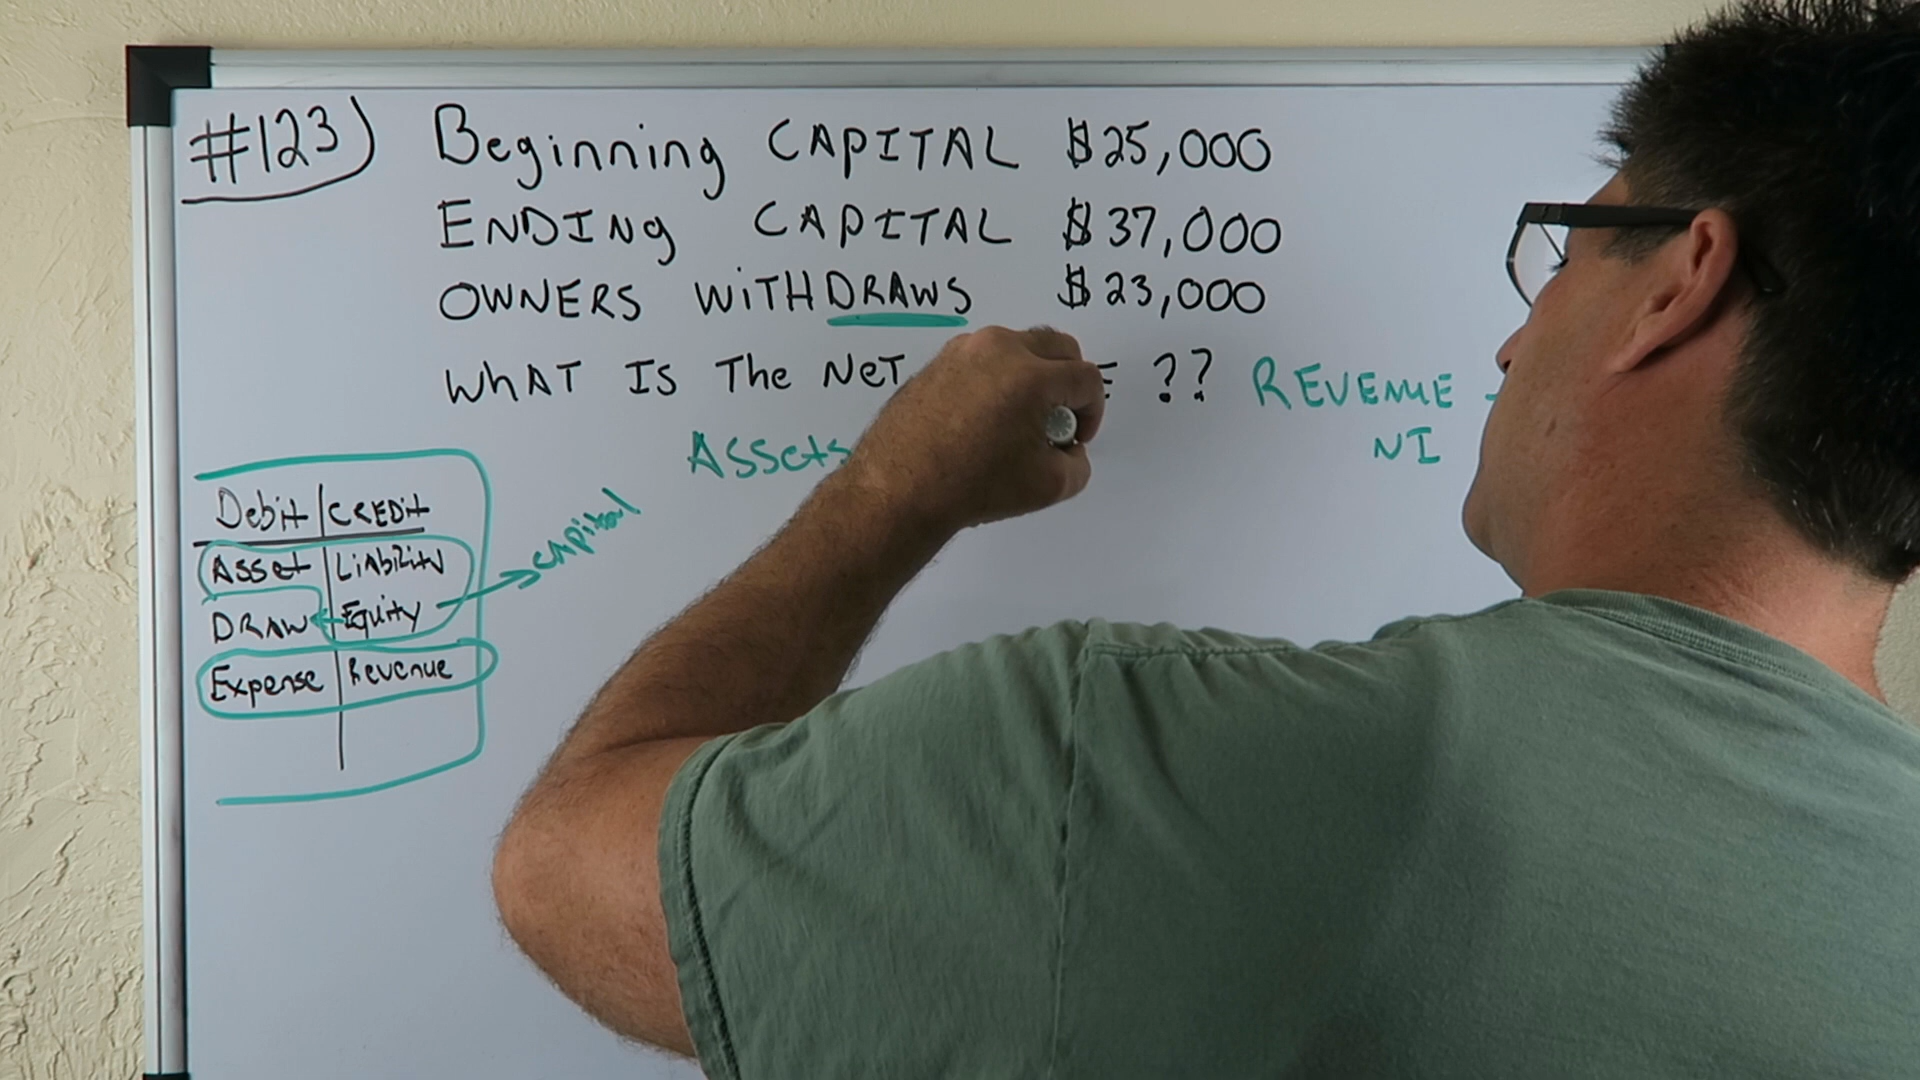 #123) Beginning CAPITAL $25,000
ENDING CAPITAL $37,000
OWNERS WITHDRAWS $23,000
WHAT IS The NeT E ?? REVENUE -
NI
Assets
Debit CREDIT
Asset Liability
DRAW Equity
capital
Expense Revenue